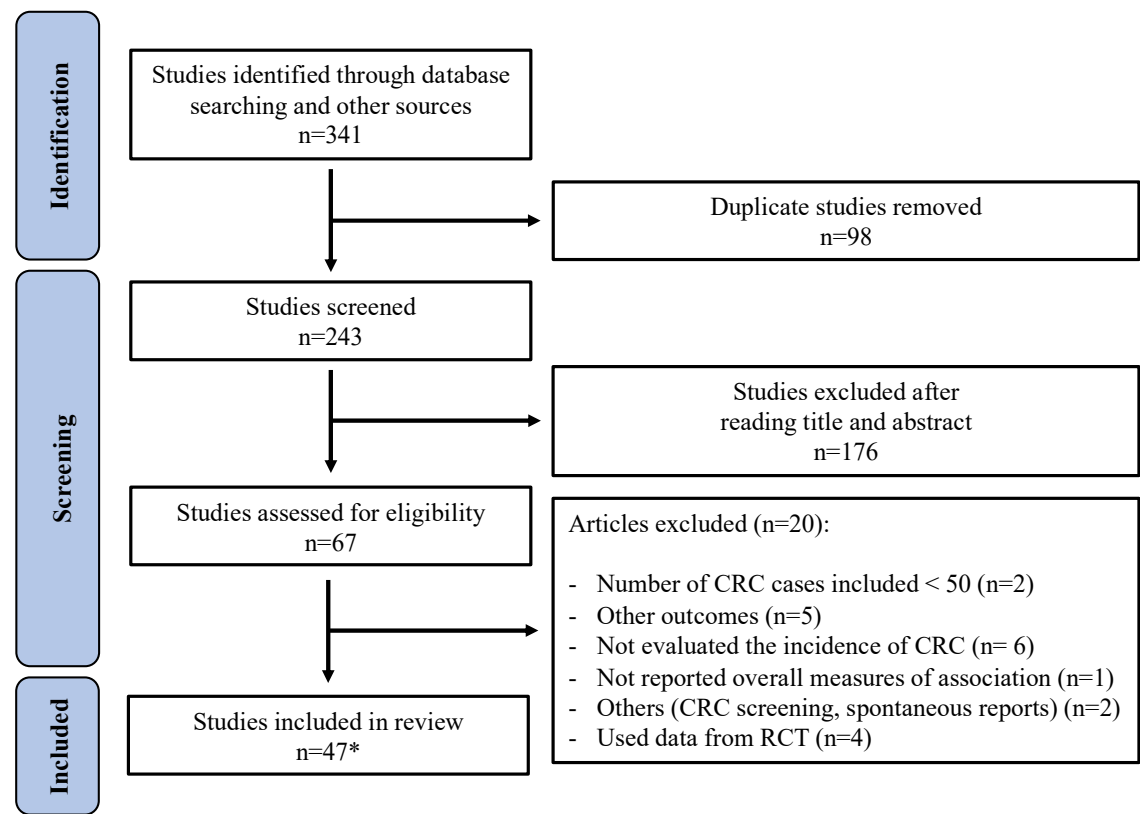 Identification
Studies identified through database
searching and other sources
n=341
Duplicate studies removed
n=98
Screening
Studies screened
n=243
Studies excluded after
reading title and abstract
n=176
Studies assessed for eligibility
n=67
Articles excluded (n=20):
- Number of CRC cases included < 50 (n=2)
- Other outcomes (n=5)
- Not evaluated the incidence of CRC (n= 6)
- Not reported overall measures of association (n=1)
- Others (CRC screening, spontaneous reports) (n=2)
- Used data from RCT (n=4)
Included
Studies included in review
n=47*